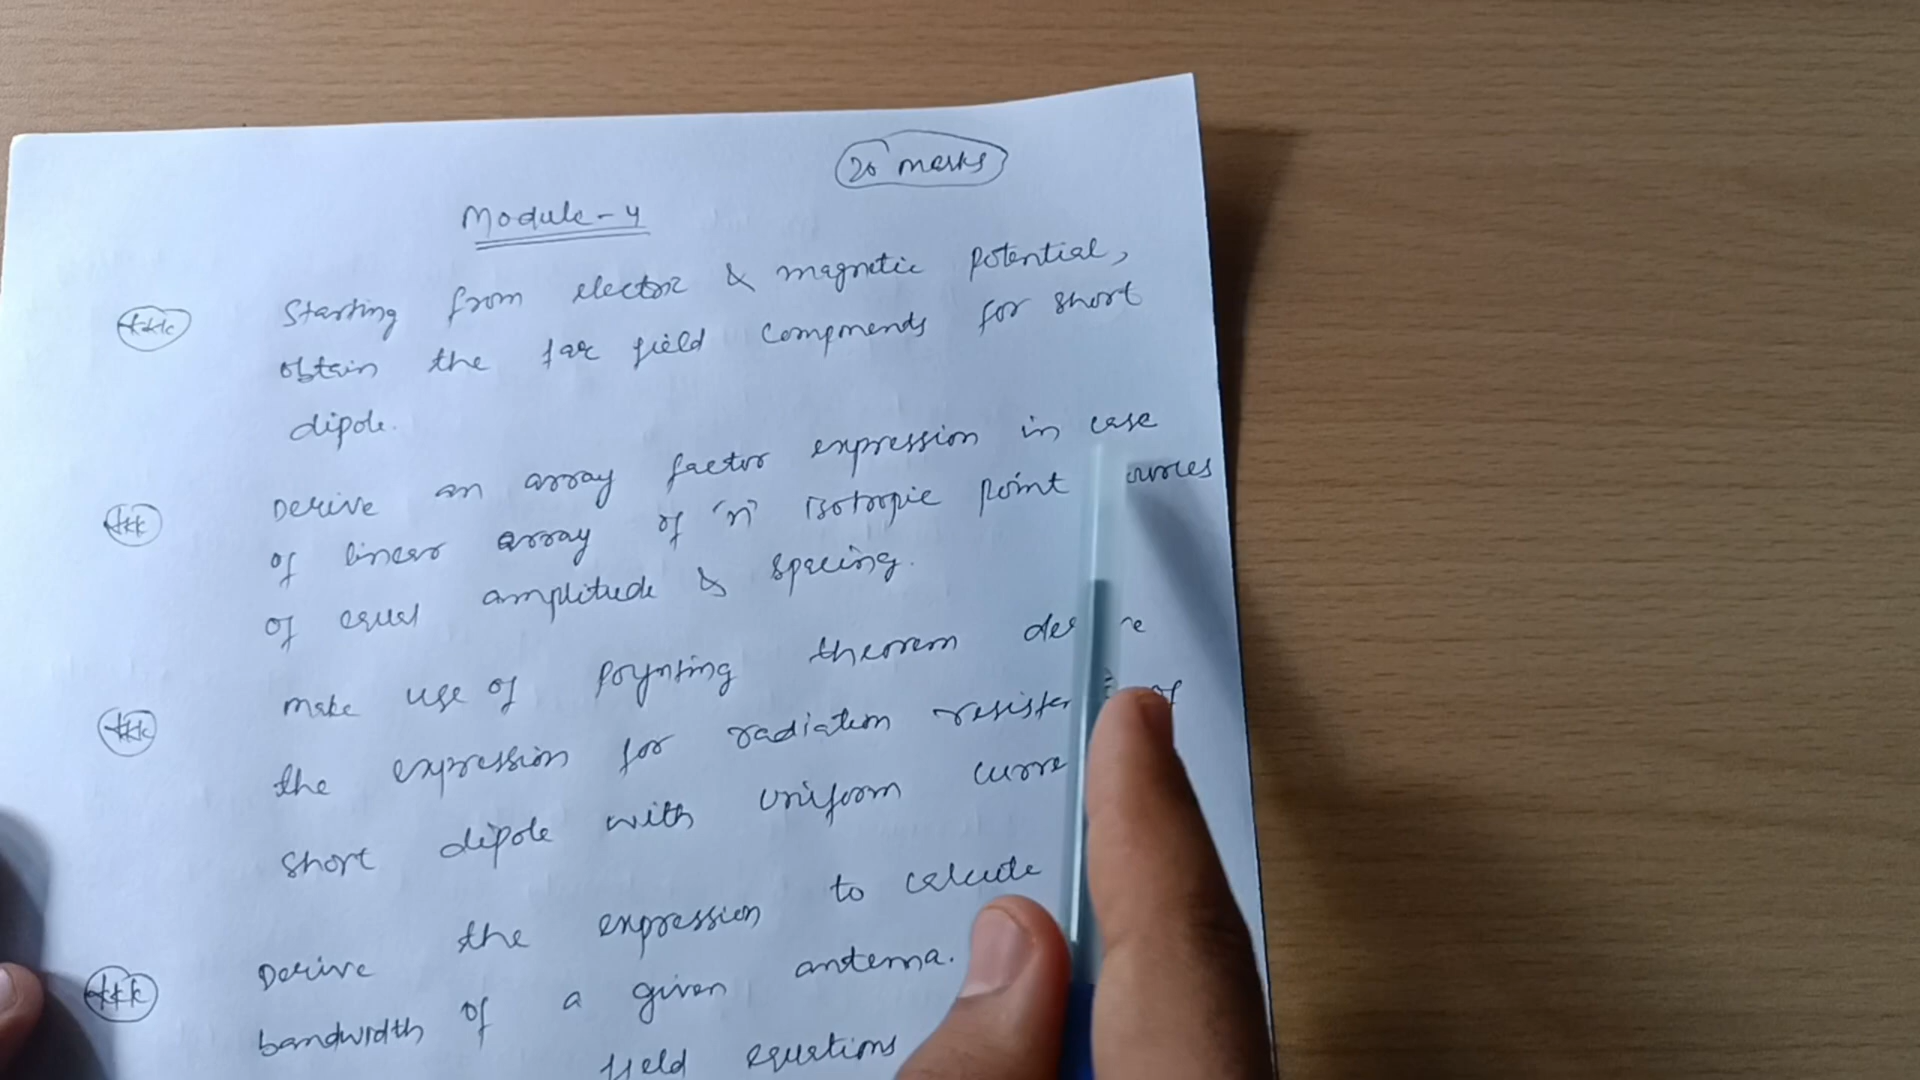 20 marks
Module-4
Starting from electric & magnetic potential,
obtain the far field components for short
dipole.
Derive an array factor expression in case
of linear array of 'n' isotropic point
of equal amplitude & spacing.
make use of Poynting theorem
the expression for radiation of
short dipole with uniform
Derive the expression to calcute
bandwidth of a given antenna.
field equations